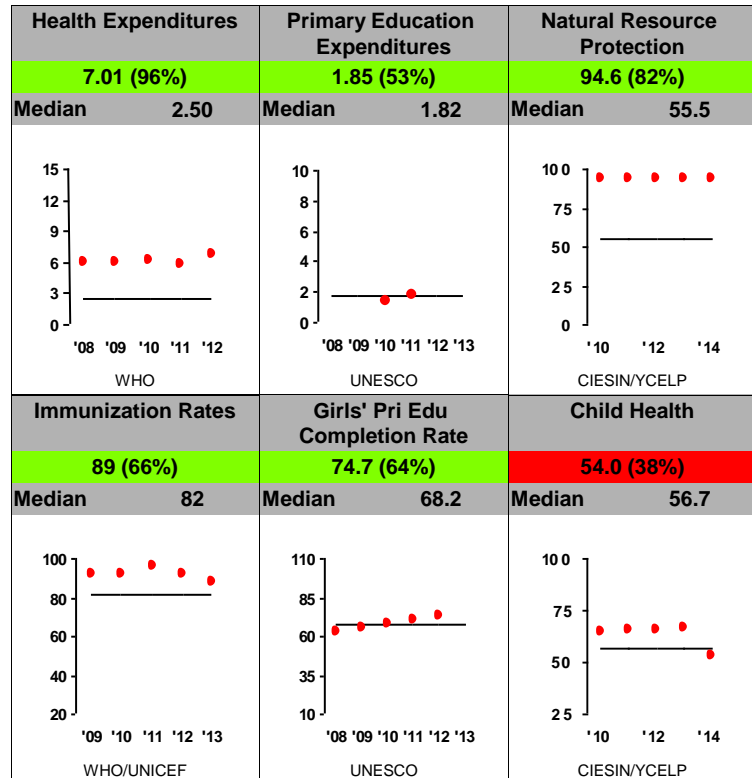 Health Expenditures
7.01 (96%)
Median 2.50
15
12
9
6
3
0
'08 '09 '10 '11 '12
WHO
Primary Education
Expenditures
1.85 (53%)
Median 1.82
10
8
6
4
2
0
'08 '09 '10 '11 '12 '13
UNESCO
Natural Resource
Protection
94.6 (82%)
Median 55.5
100
75
50
25
0
'10 '12 '14
CIESIN/YCELP
Immunization Rates
89 (66%)
Median 82
100
80
60
40
20
'09 '10 '11 '12 '13
WHO/UNICEF
Girls' Pri Edu
Completion Rate
74.7 (64%)
Median 68.2
110
85
60
35
10
'08 '09 '10 '11 '12 '13
UNESCO
Child Health
54.0 (38%)
Median 56.7
100
75
50
25
'10 '12 '14
CIESIN/YCELP